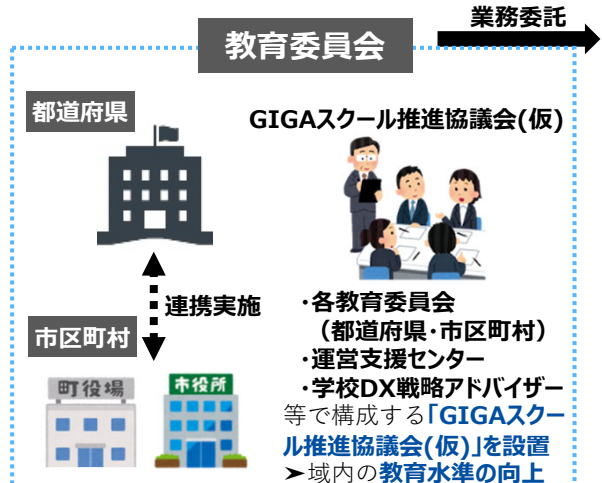 業務委託
教育委員会
都道府県
GIGAスクール推進協議会(仮)
連携実施
市区町村
町役場
市役所
・各教育委員会
（都道府県・市区町村）
・運営支援センター
・学校DX戦略アドバイザー
等で構成する「GIGAスクー
ル推進協議会(仮)」を設置
➤域内の教育水準の向上